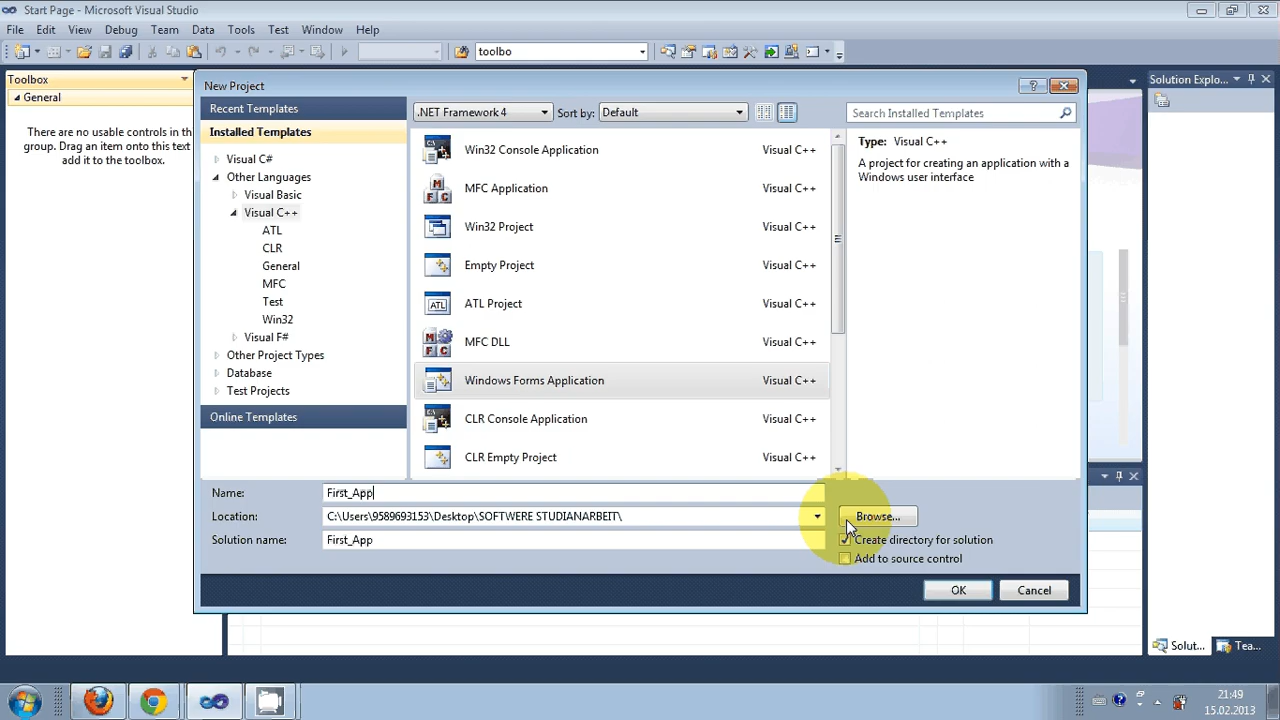 Start Page - Microsoft Visual Studio
File Edit View Debug Team Data Tools Test Window Help
toolbo
Toolbox
General
There are no usable controls in th
group. Drag an item onto this text
add it to the toolbox.
New Project
Recent Templates
Installed Templates
Visual C#
Other Languages
Visual Basic
Visual C++
ATL
CLR
General
MFC
Test
Win32
Visual F#
Other Project Types
Database
Test Projects
Online Templates
.NET Framework 4 Sort by: Default
Win32 Console Application Visual C++
MFC Application Visual C++
Win32 Project Visual C++
Empty Project Visual C++
ATL Project Visual C++
MFC DLL Visual C++
Windows Forms Application Visual C++
CLR Console Application Visual C++
CLR Empty Project Visual C++
Search Installed Templates
Type: Visual C++
A project for creating an application with a
Windows user interface
Name: First_App
Location: C:\Users\9589693153\Desktop\SOFTWERE STUDIANARBEIT\ Browse...
Solution name: First_App
Create directory for solution
Add to source control
OK Cancel
Solution Explo...
Solut... Tea...
21:49
15.02.2013